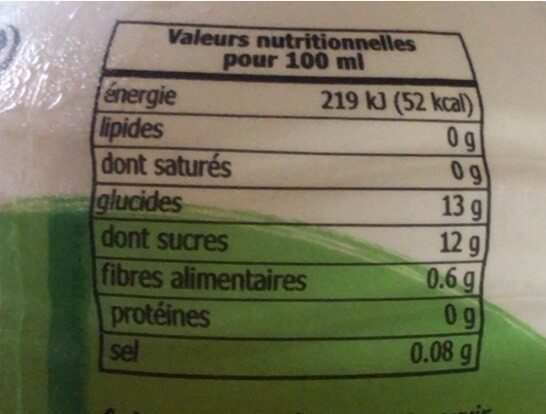 Valeurs nutritionnelles
pour 100 ml
énergie 219 kJ (52 kcal)
lipides 0 g
dont saturés 0 g
glucides 13 g
dont sucres 12 g
fibres alimentaires 0.6 g
protéines 0 g
sel 0.08 g